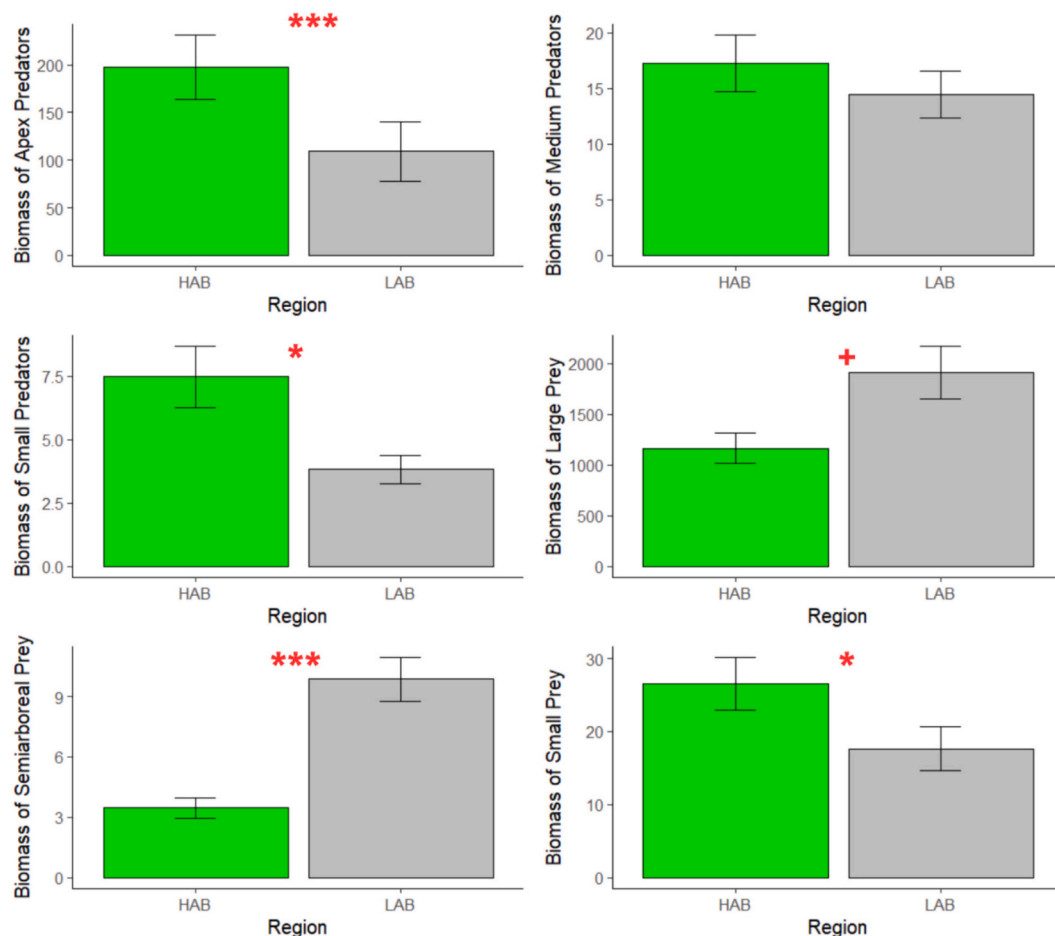 ***
Biomass of Apex Predators
200
150
100
50
0
HAB LAB
Region
Biomass of Medium Predators
20
15
10
5
0
HAB LAB
Region
*
Biomass of Small Predators
7.5
5.0
2.5
0.0
HAB LAB
Region
+
Biomass of Large Prey
2000
1500
1000
500
0
HAB LAB
Region
***
Biomass of Semiarboreal Prey
9
6
3
0
HAB LAB
Region
*
Biomass of Small Prey
30
20
10
0
HAB LAB
Region